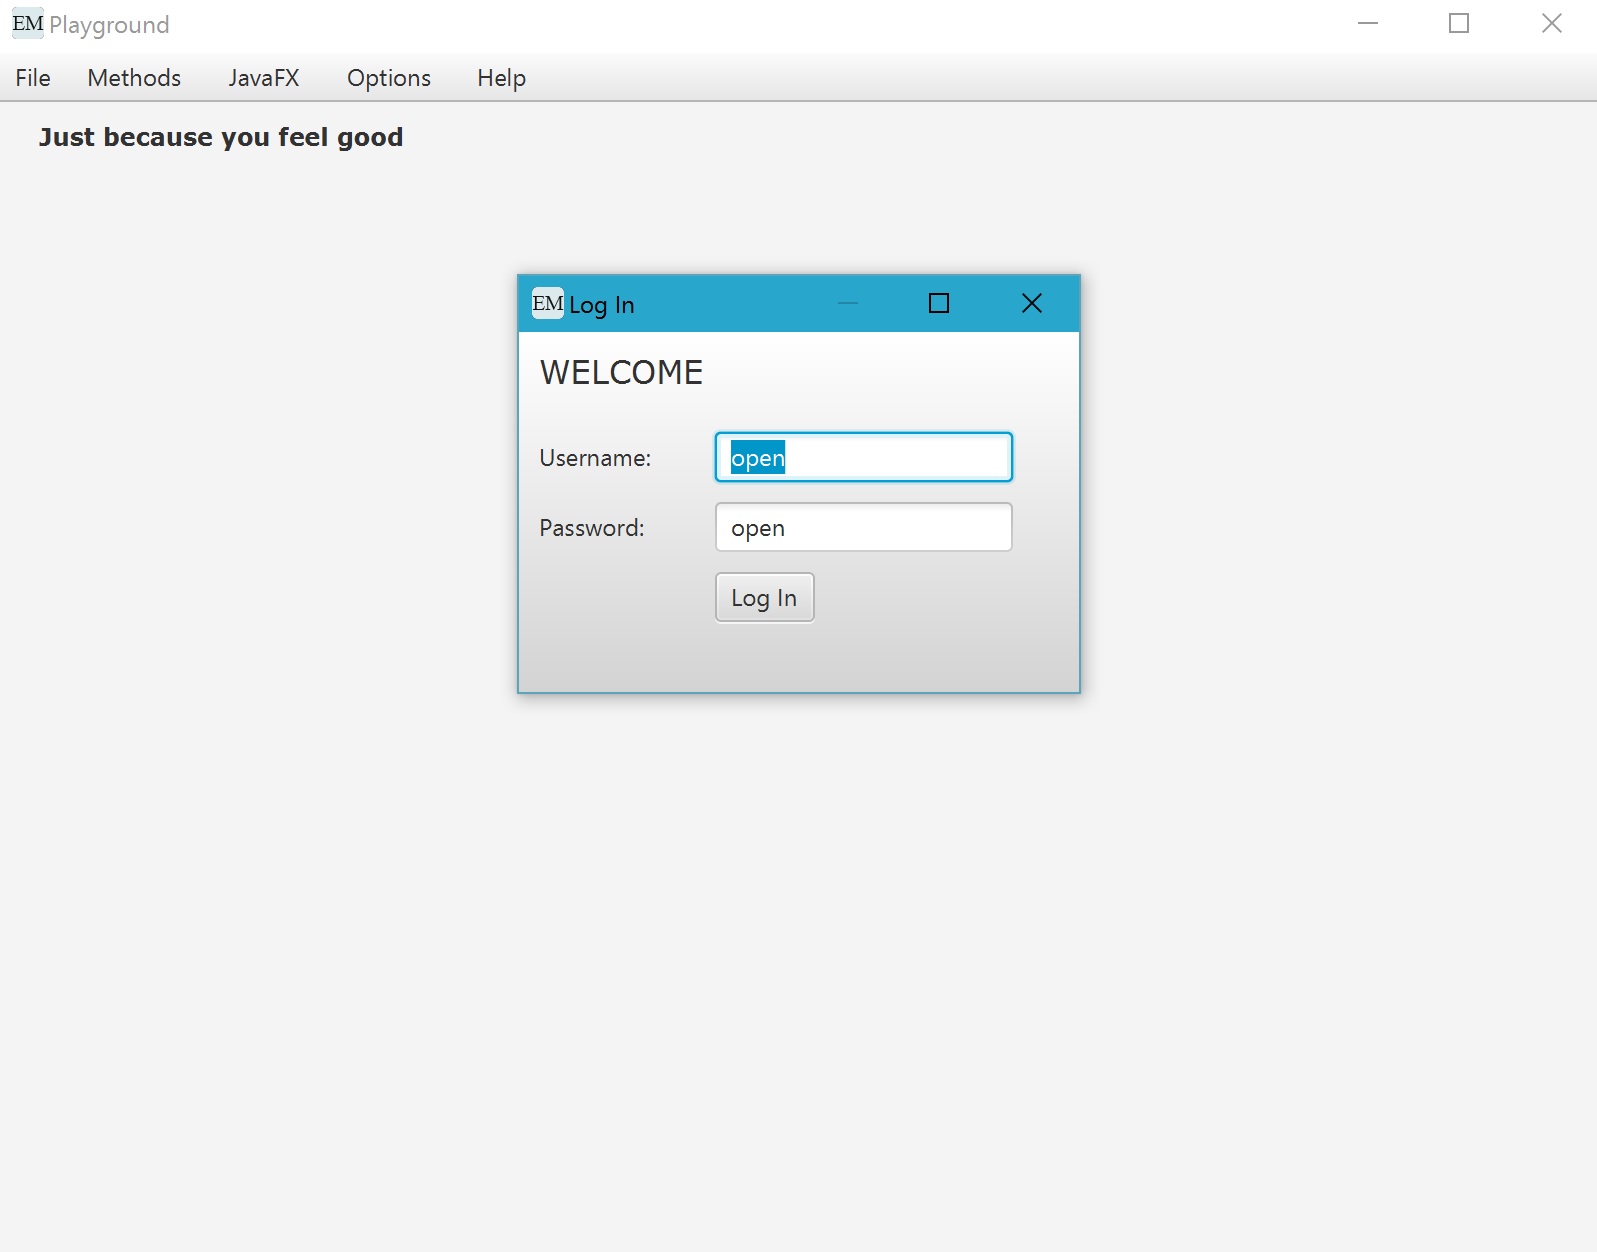 EM Playground
File Methods JavaFX Options Help
Just because you feel good
EM Log In
WELCOME
Username: open
Password: open
Log In